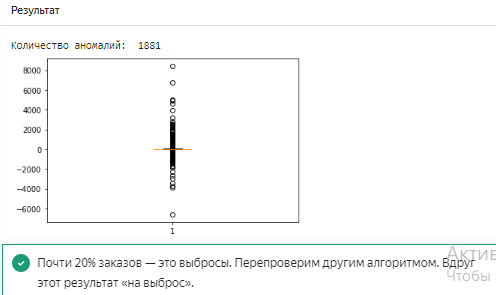 Результат
Количество аномалий: 1881
8000
6000
4000
2000
0
−2000
−4000
−6000
1
Почти 20% заказов — это выбросы. Перепроверим другим алгоритмом. Вдруг
этот результат «на выброс».
Актив
Чтобы